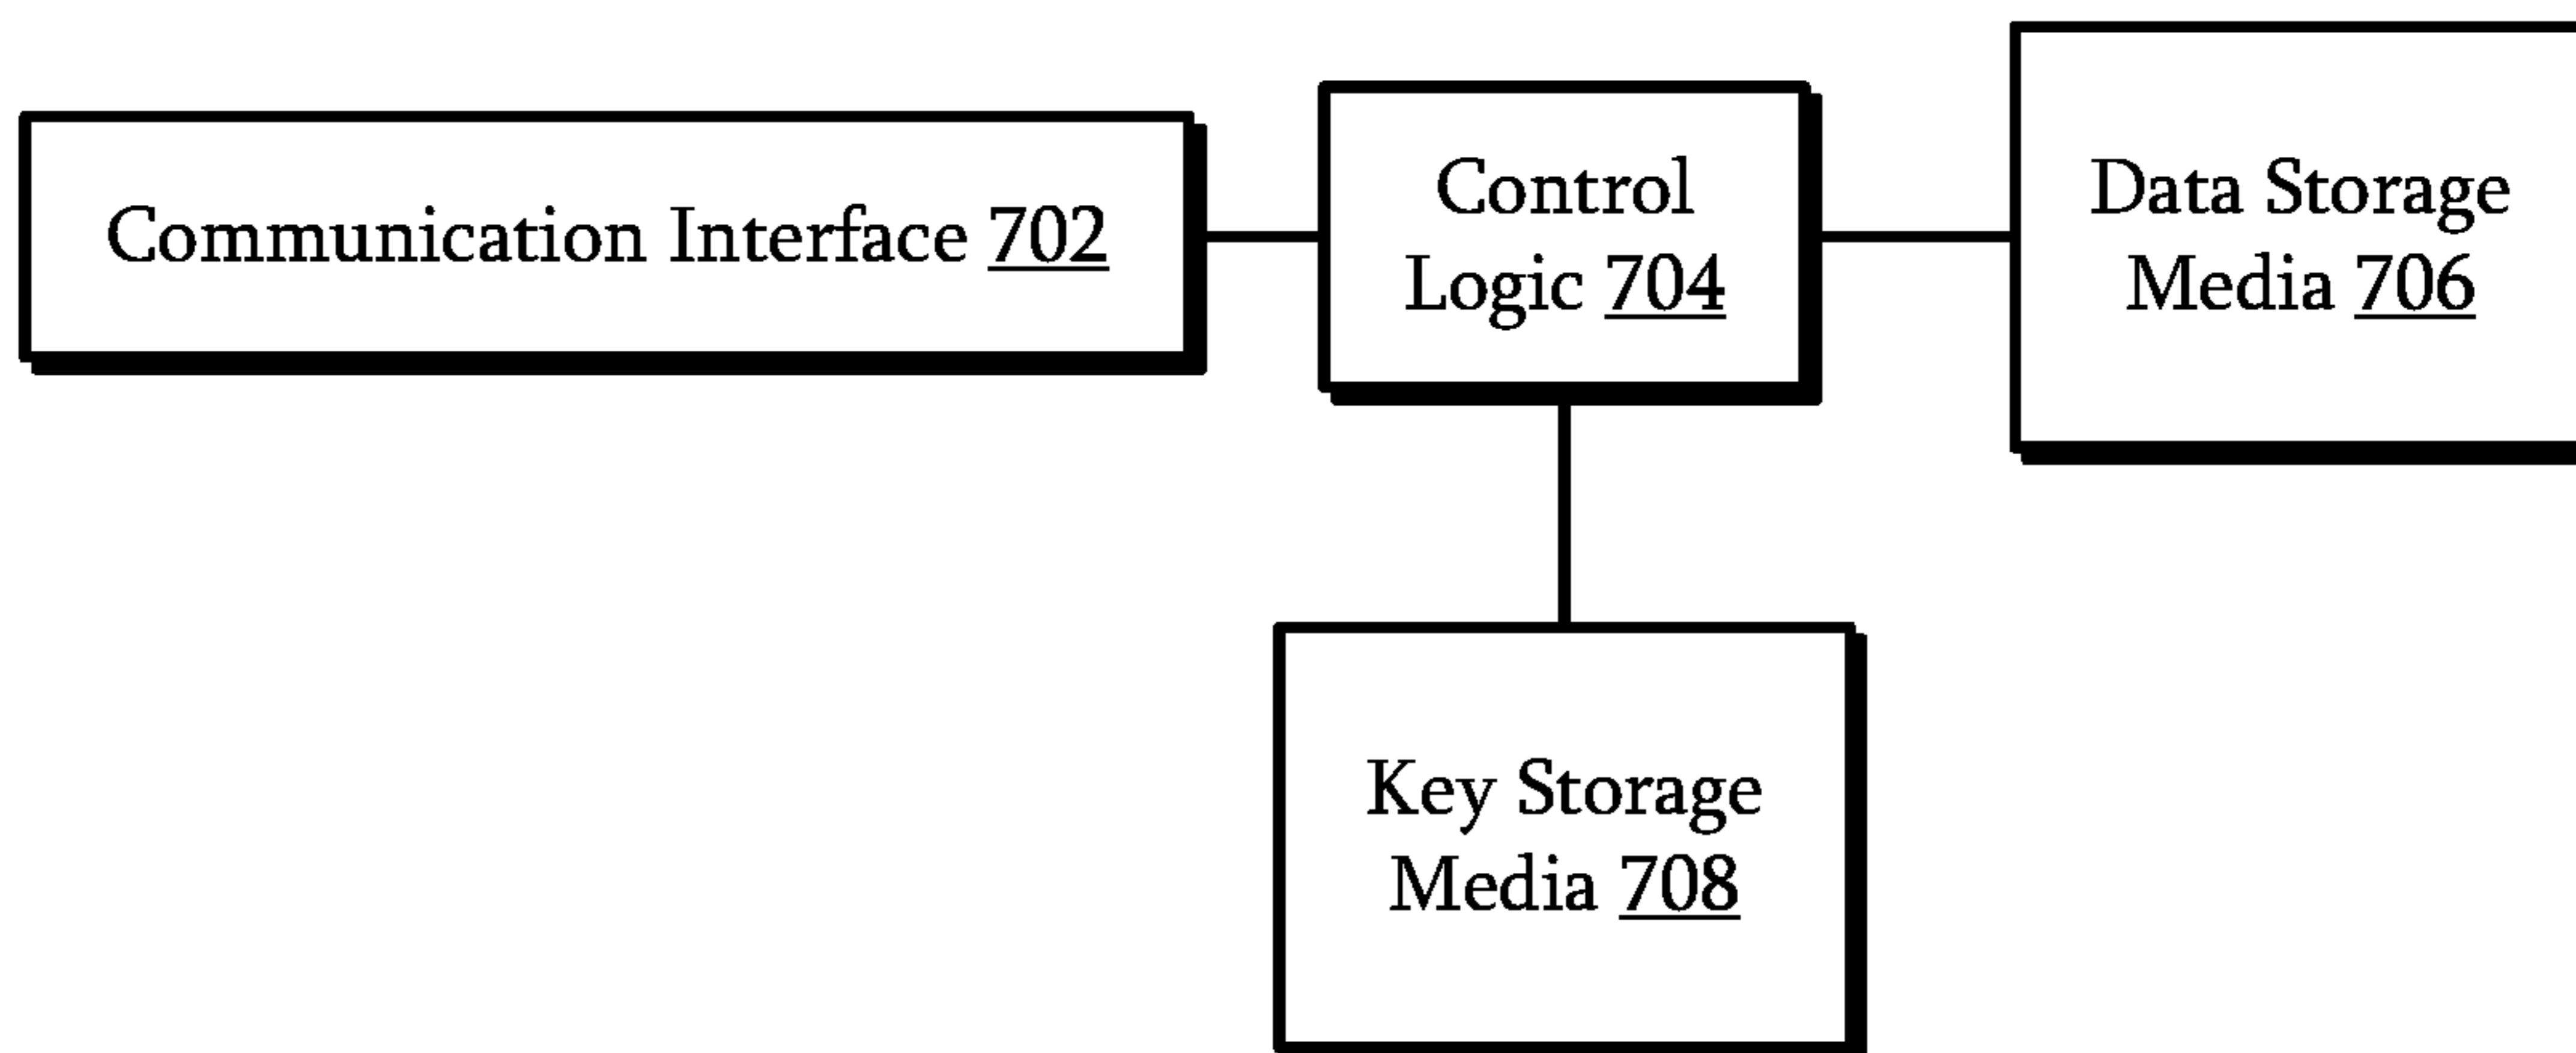 Communication Interface 702
Control
Logic 704
Data Storage
Media 706
Key Storage
Media 708